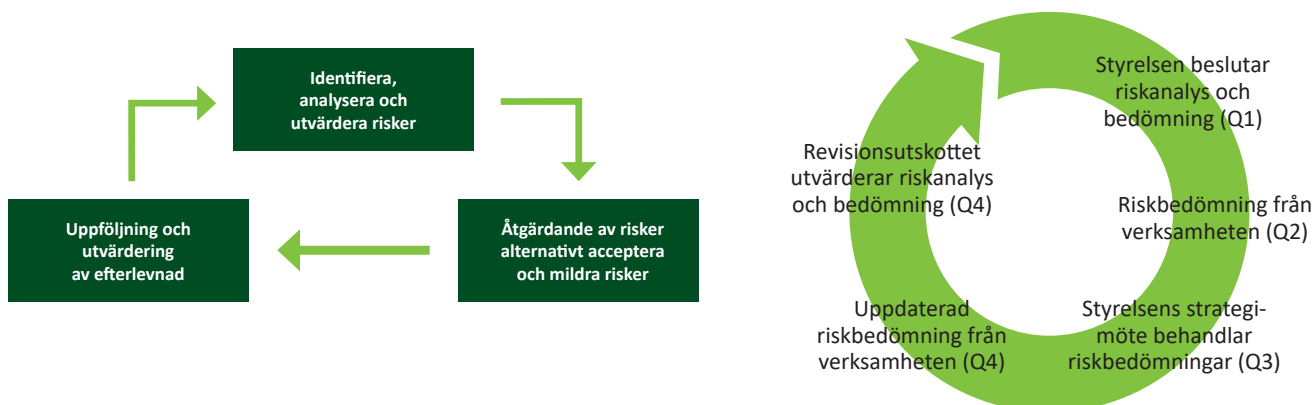 Identifiera,
analysera och
utvärdera risker
Åtgärdande av risker
alternativt acceptera
och mildra risker
Uppföljning och
utvärdering
av efterlevnad
Styrelsen beslutar
riskanalys och
bedömning (Q1)
Riskbedömning från
verksamheten (Q2)
Styrelsens strategi-
möte behandlar
riskbedömningar (Q3)
Uppdaterad
riskbedömning från
verksamheten (Q4)
Revisionsutskottet
utvärderar riskanalys
och bedömning (Q4)